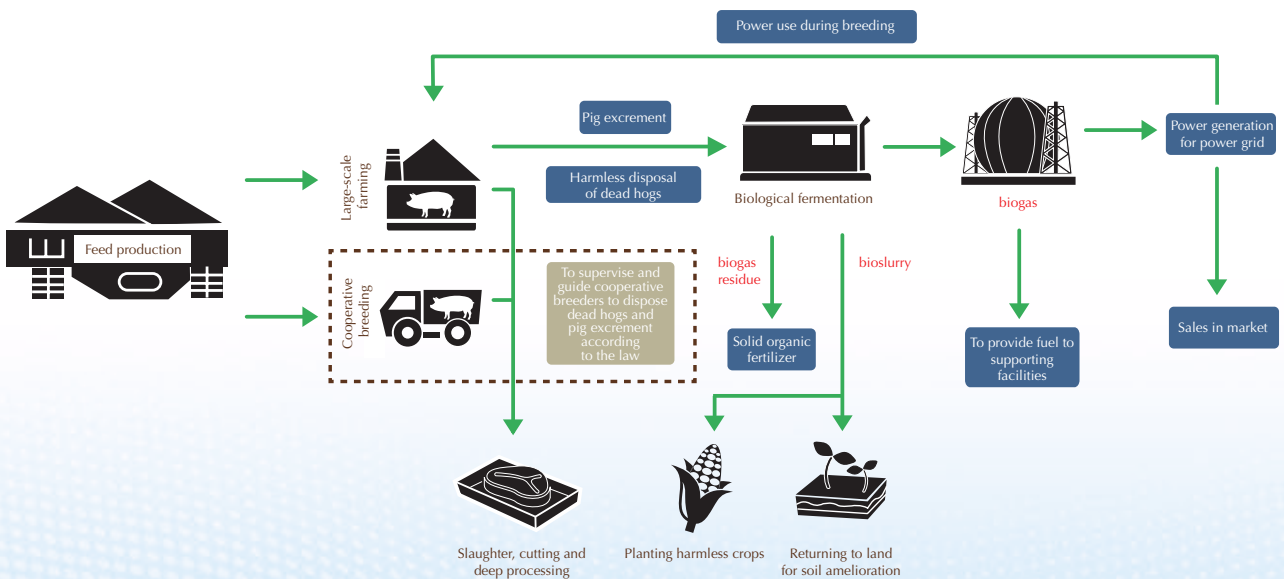 Power use during breeding
Pig excrement
Power generation
for power grid
Large-scale
farming
Harmless disposal
of dead hogs
Biological fermentation
biogas
Feed production
Cooperative
breeding
To supervise and
guide cooperative
breeders to dispose
dead hogs and
pig excrement
according
to the law
biogas
residue
bioslurry
Solid organic
fertilizer
To provide fuel to
supporting
facilities
Sales in market
Slaughter, cutting and
deep processing
Planting harmless crops
Returning to land
for soil amelioration